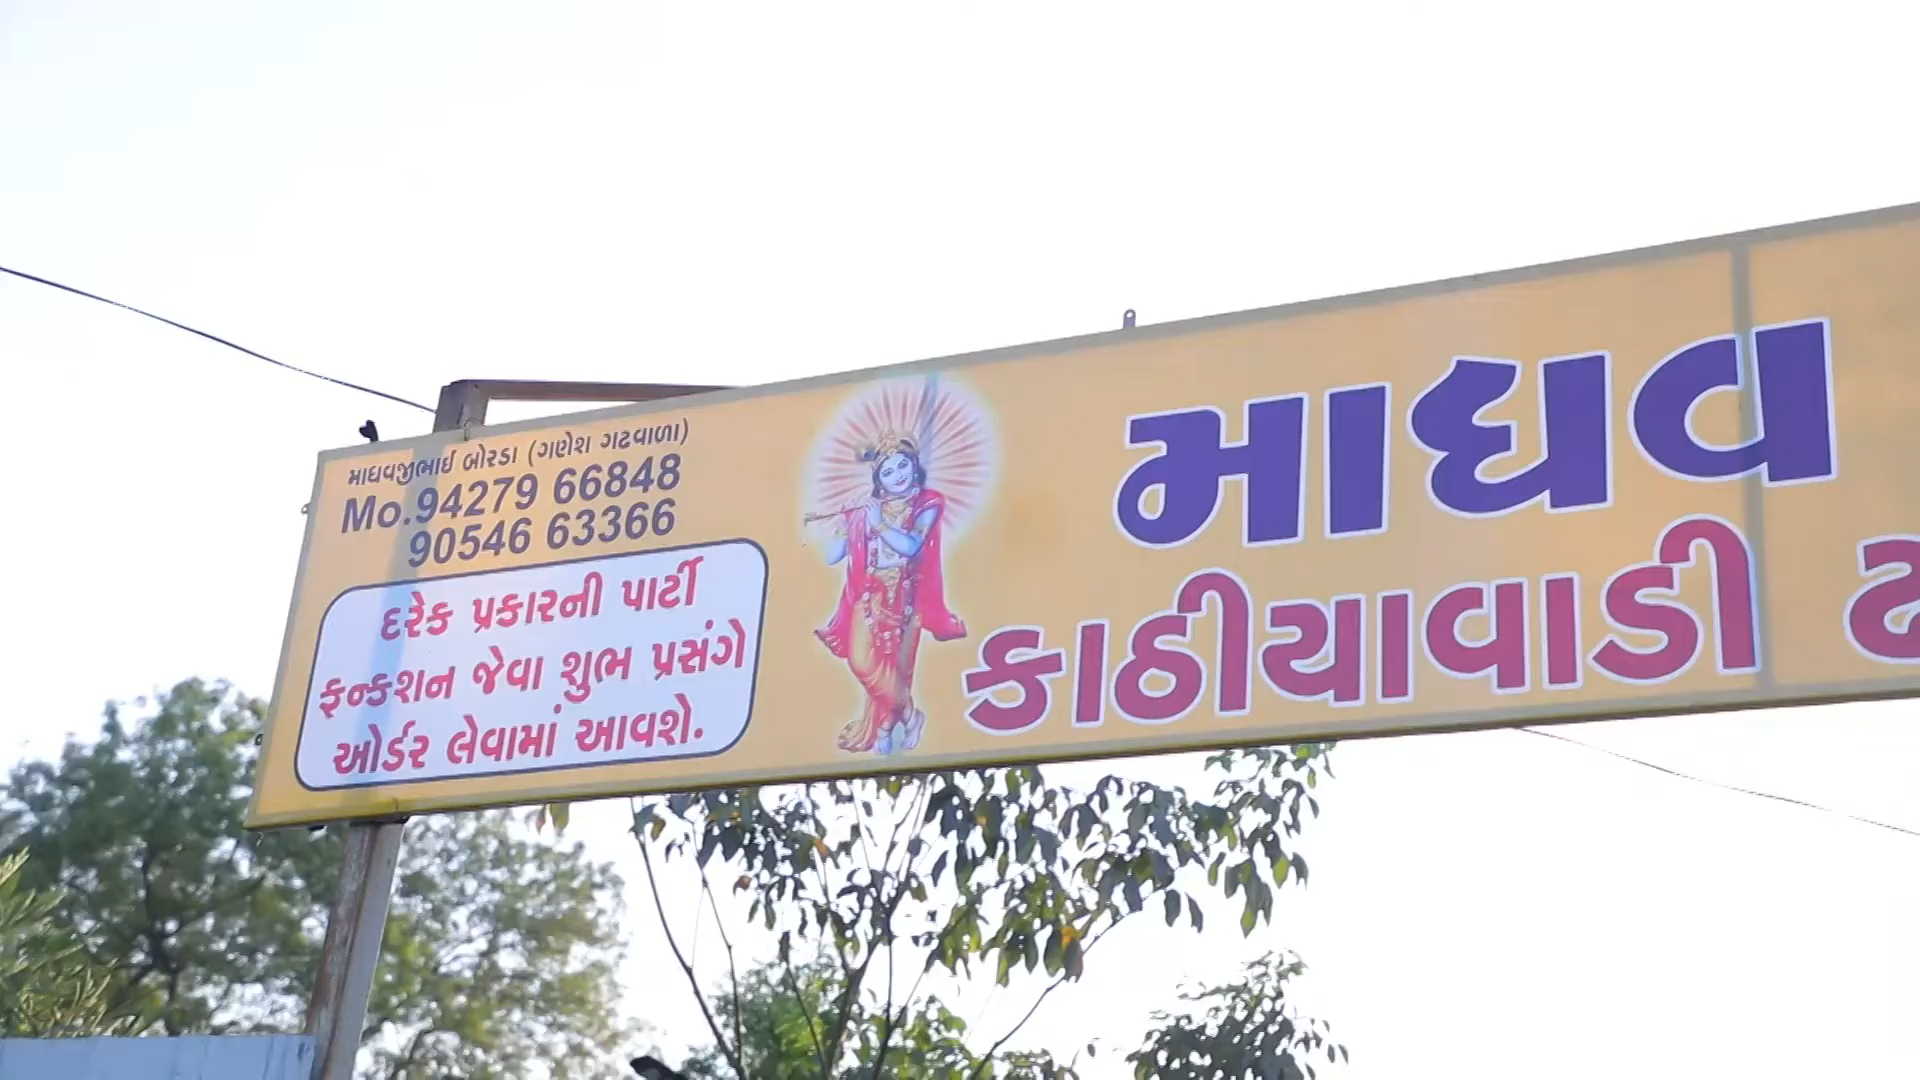 માધવજીભાઈ બોરડા (ગણેશ ગઢવાળા)
Mo.94279 66848
90546 63366
દરેક પ્રકારની પાર્ટી
ફન્કશન જેવા શુભ પ્રસંગે
ઓર્ડર લેવામાં આવશે.
માધવ
કાઠીયાવાડી